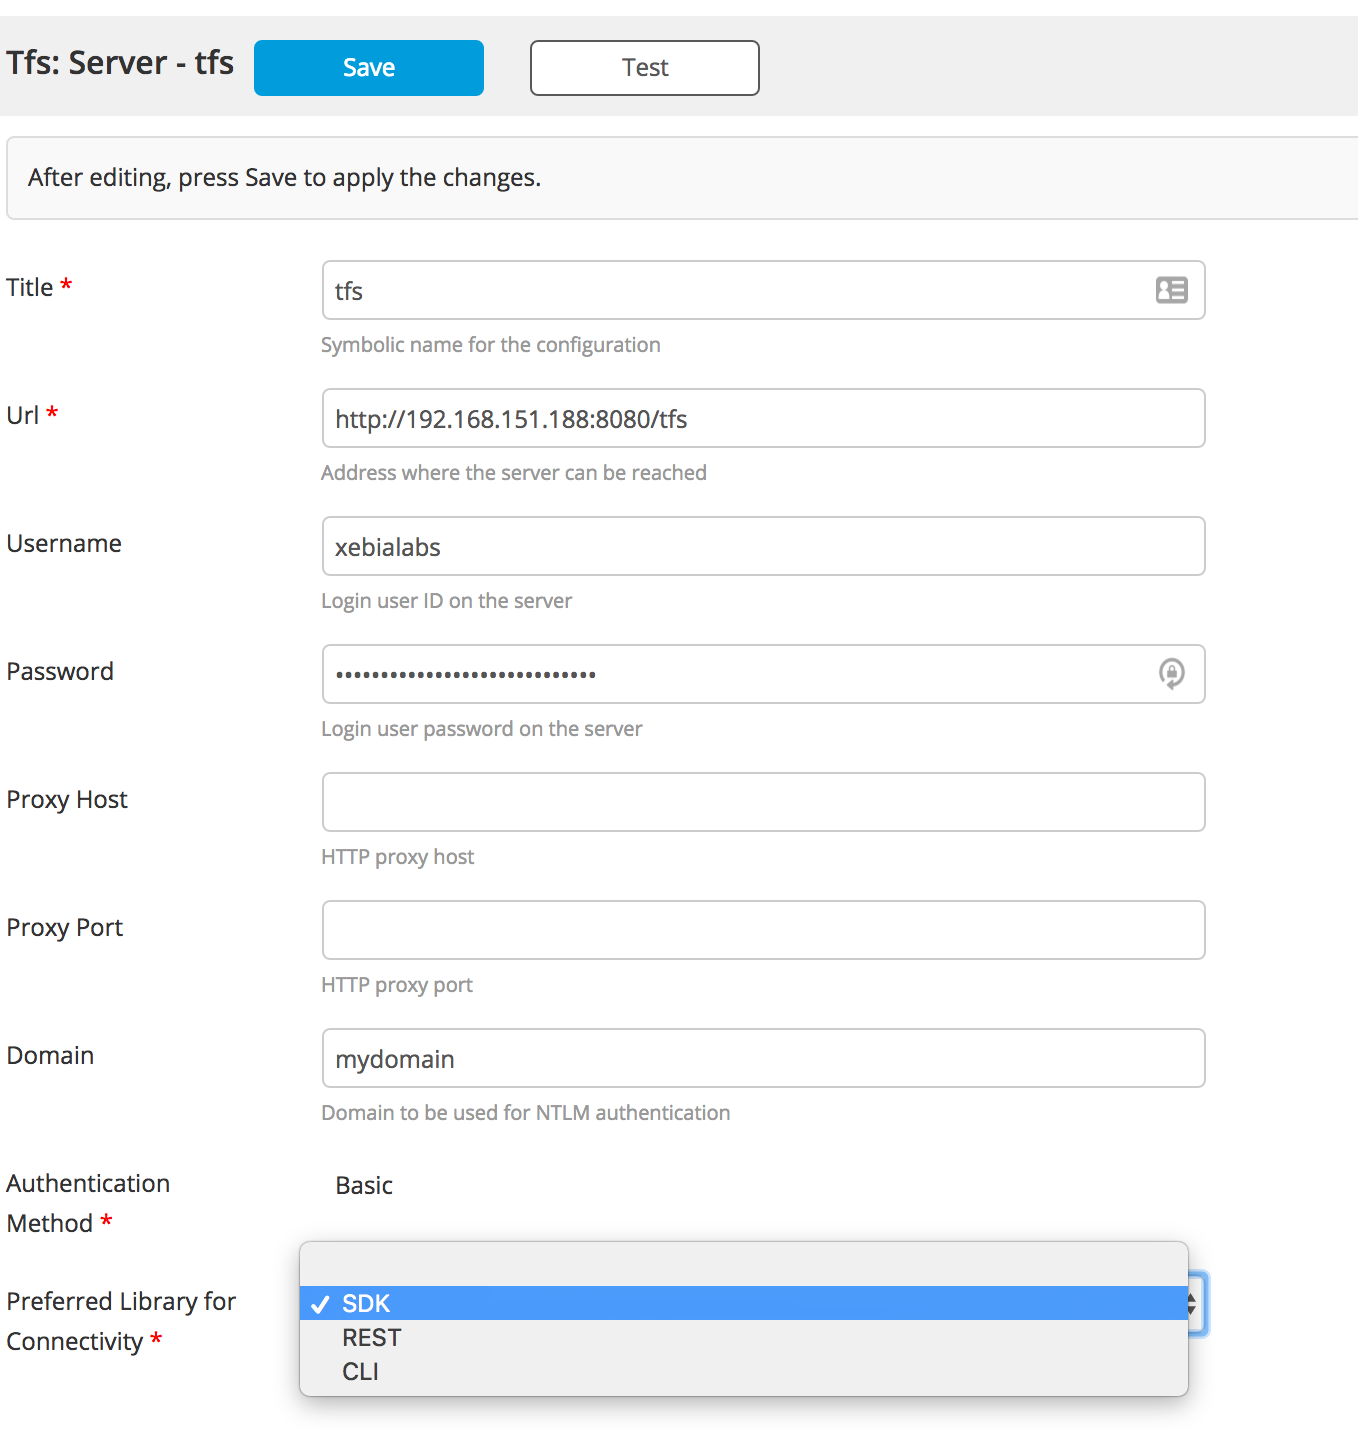 Tfs: Server - tfs
Save
Test
After editing, press Save to apply the changes.
Title *
tfs
Symbolic name for the configuration
Url *
http://192.168.151.188:8080/tfs
Address where the server can be reached
Username
xebialabs
Login user ID on the server
Password
•••••••••••••••••••••••••••••
Login user password on the server
Proxy Host
HTTP proxy host
Proxy Port
HTTP proxy port
Domain
mydomain
Domain to be used for NTLM authentication
Authentication
Method *
Basic
Preferred Library for
Connectivity *
✓ SDK
REST
CLI